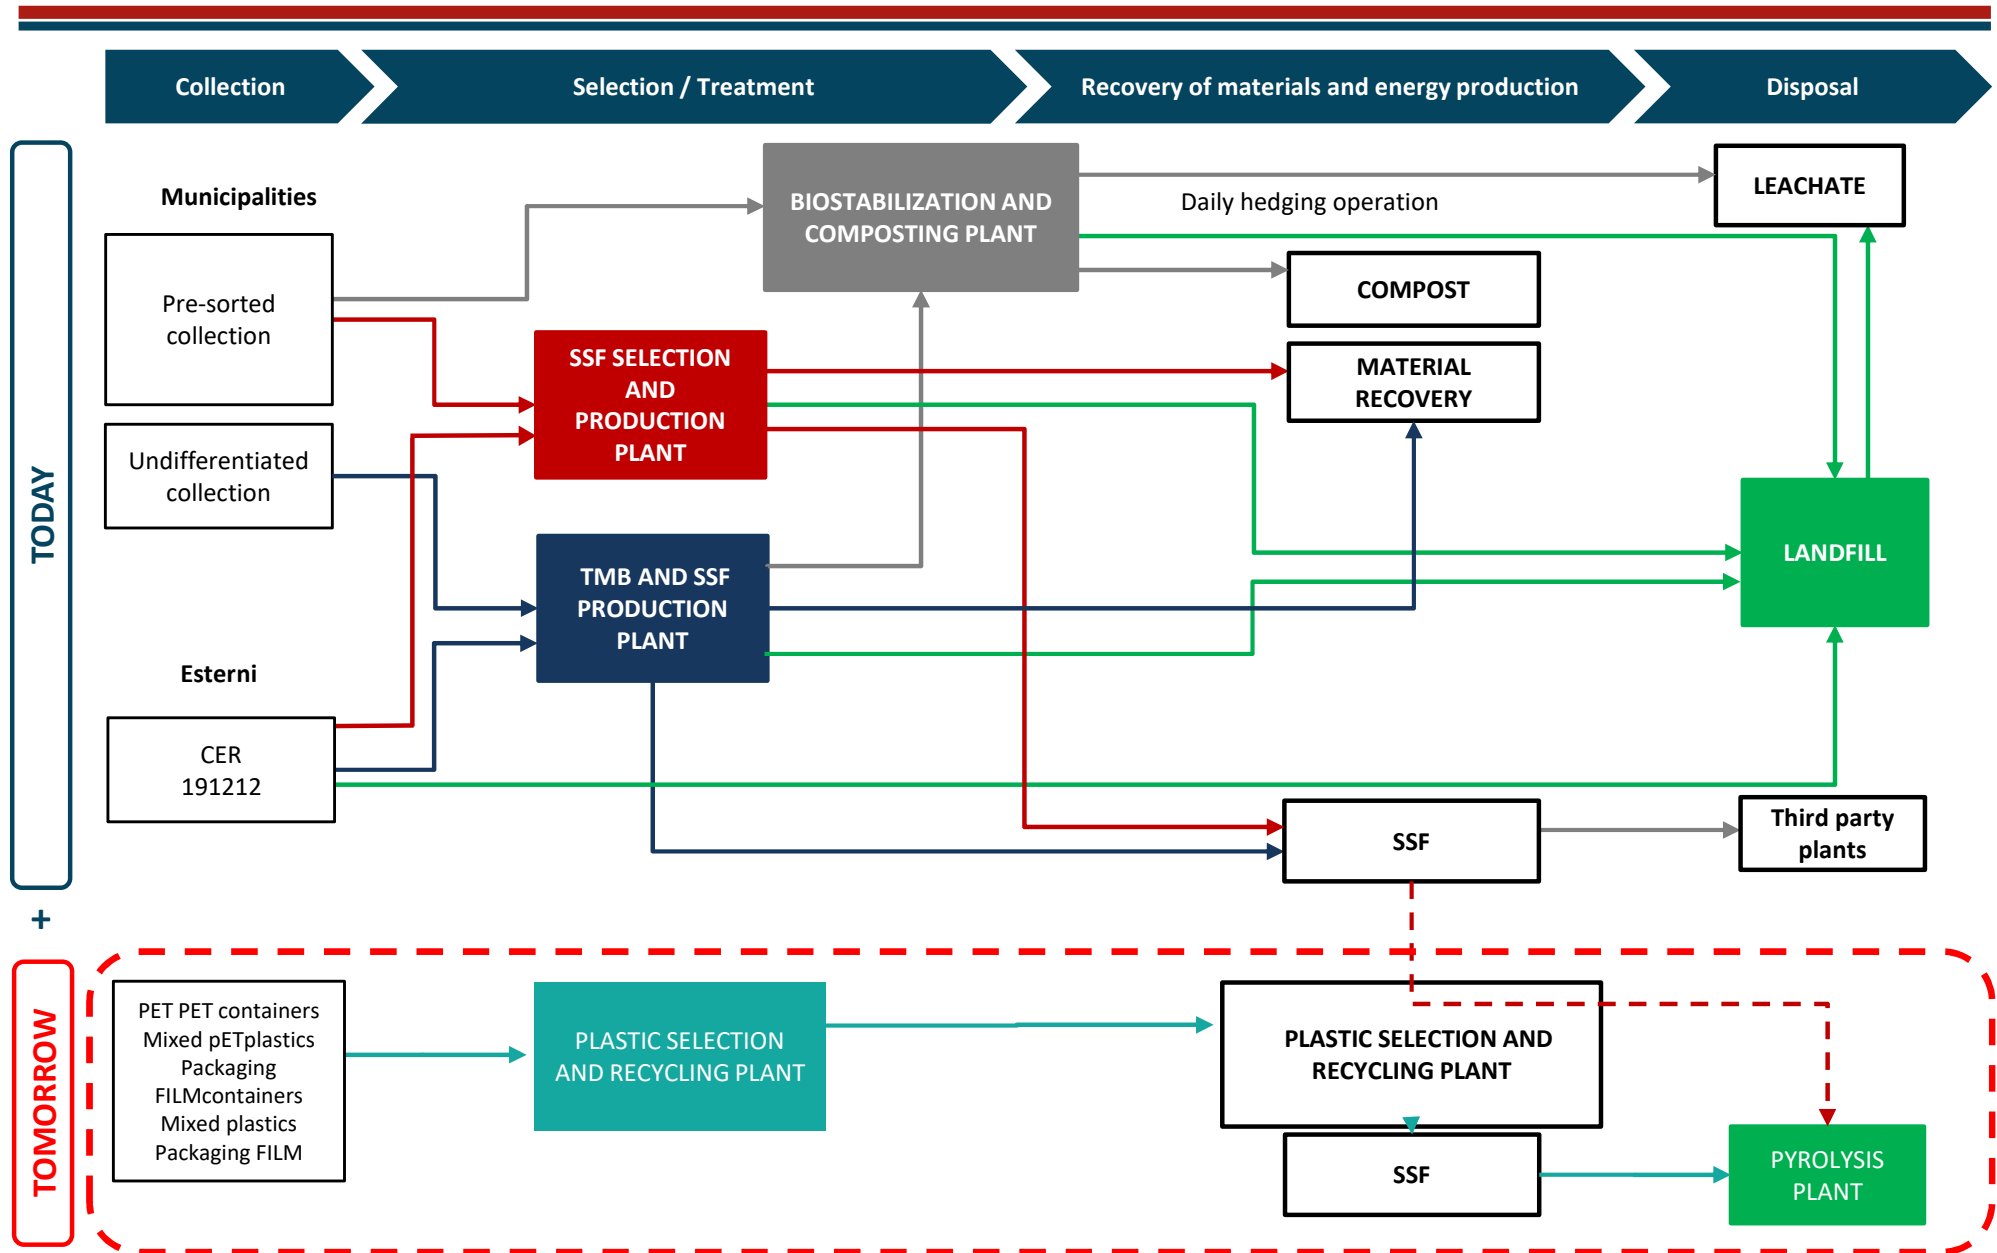 Collection
Selection / Treatment
Recovery of materials and energy production
Disposal
TODAY
Municipalities
Pre-sorted
collection
Undifferentiated
collection
Esterni
CER
191212
BIOSTABILIZATION AND
COMPOSTING PLANT
SSF SELECTION
AND
PRODUCTION
PLANT
TMB AND SSF
PRODUCTION
PLANT
Daily hedging operation
LEACHATE
COMPOST
MATERIAL
RECOVERY
LANDFILL
SSF
Third party
plants
+
TOMORROW
PET PET containers
Mixed pETplastics
Packaging
FILMcontainers
Mixed plastics
Packaging FILM
PLASTIC SELECTION
AND RECYCLING PLANT
PLASTIC SELECTION AND
RECYCLING PLANT
SSF
PYROLYSIS
PLANT